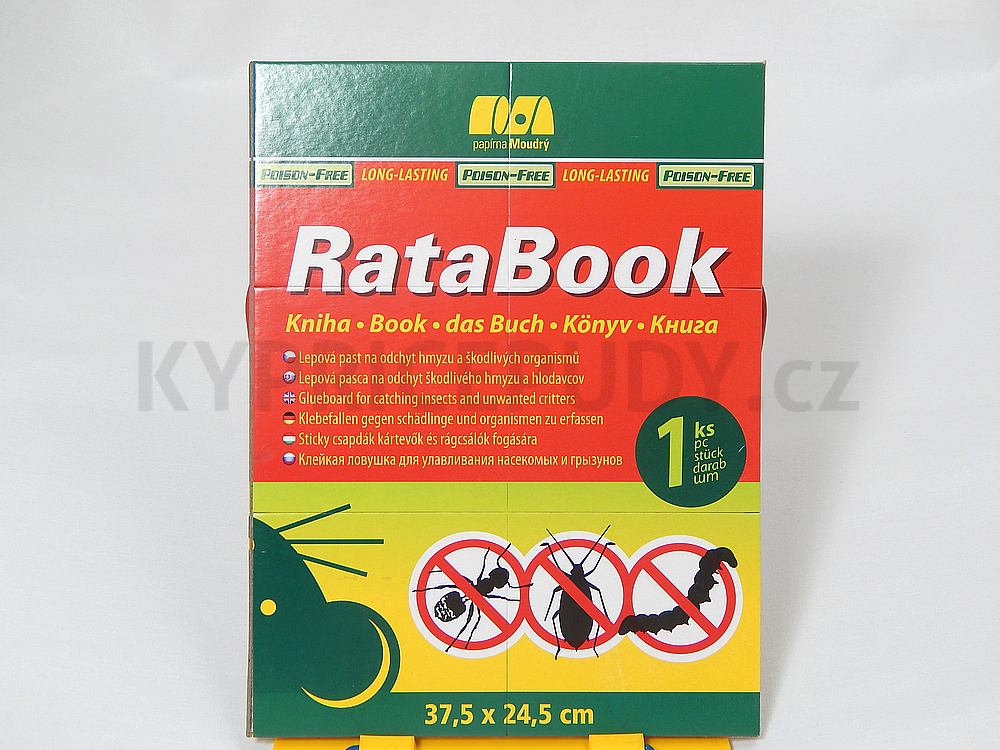 papírna Moudrý
POISON-FREE LONG-LASTING POISON-FREE LONG-LASTING POISON-FREE
RataBook
Kniha • Book • das Buch • Könyv • Книга
Lepová past na odchyt hmyzu a škodlivých organismů
Lepová pasca na odchyt škodlivého hmyzu a hlodavcov
Glueboard for catching insects and unwanted critters
Klebefallen gegen schädlinge und organismen zu erfassen
Sticky csapdák kártevők és rágcsálók fogására
Клейкая ловушка для улавливания насекомых и грызунов
1 ks
pc
stück
darab
шт
37,5 x 24,5 cm